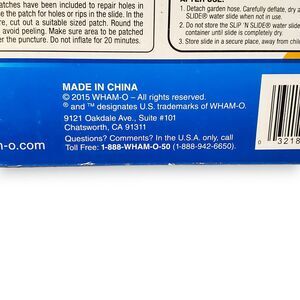 atches have been included to repair holes in
e the patch for holes or rips in the slide. In the
r, cut out a suitable sized patch. Round the
avoid peeling. Make sure area to be patched
er the puncture. Do not inflate for 20 minutes.
AFTER USE:
1. Detach garden hose. Carefully deflate, dry a
SLIDE® water slide when not in use.
2. Do not store the SLIP 'N SLIDE® water slide
container until slide is completely dry.
3. Store slide in a secure place, away from chil
MADE IN CHINA
© 2015 WHAM-O – All rights reserved.
® and ™ designates U.S. trademarks of WHAM-O.
9121 Oakdale Ave., Suite #101
Chatsworth, CA 91311
Questions? Comments? In the U.S.A. only, call
Toll Free: 1-888-WHAM-O-50 (1-888-942-6650).
-o.com
0 3218